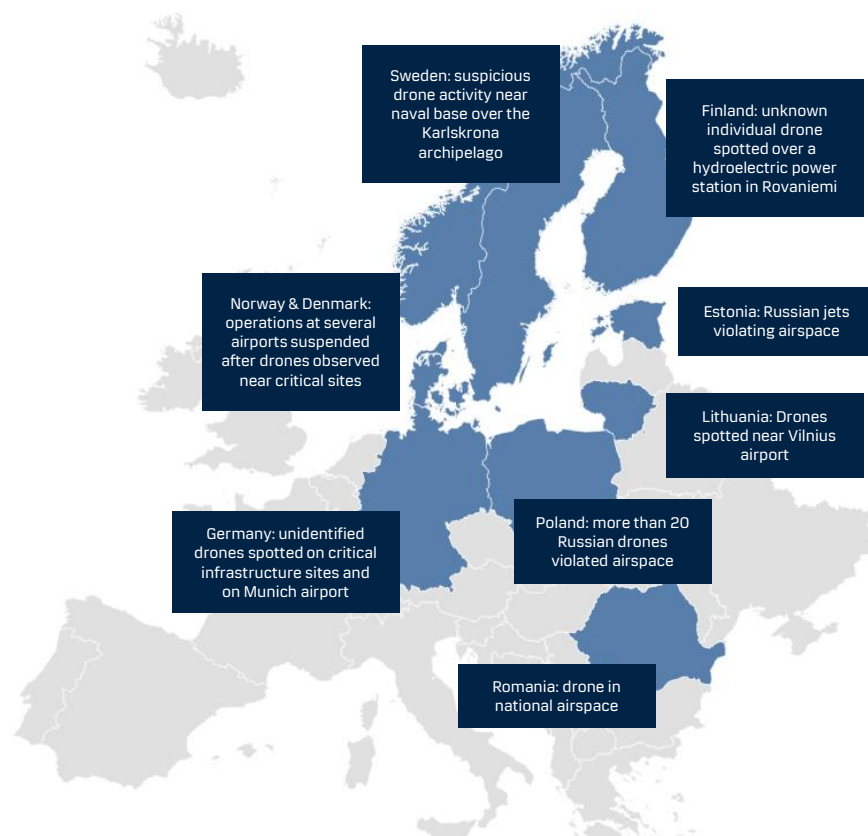 Sweden: suspicious
drone activity near
naval base over the
Karlskrona
archipelago
Finland: unknown
individual drone
spotted over a
hydroelectric power
station in Rovaniemi
Norway & Denmark:
operations at several
airports suspended
after drones observed
near critical sites
Estonia: Russian jets
violating airspace
Lithuania: Drones
spotted near Vilnius
airport
Germany: unidentified
drones spotted on critical
infrastructure sites and
on Munich airport
Poland: more than 20
Russian drones
violated airspace
Romania: drone in
national airspace